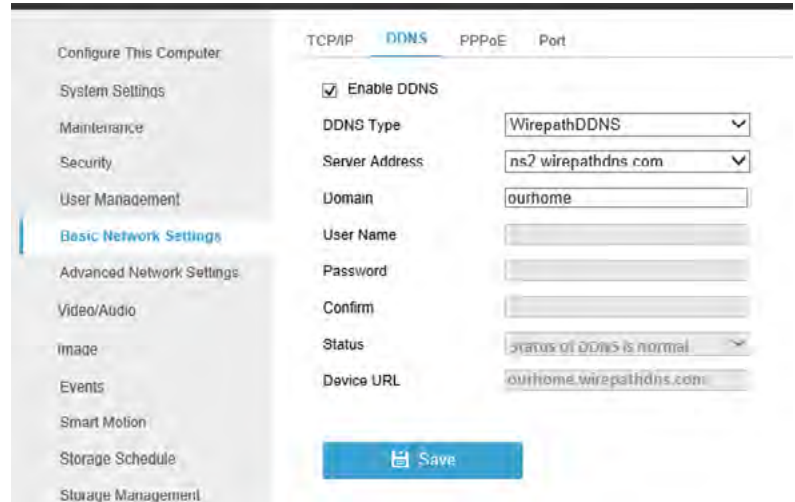 TCP/IP DDNS PPPoE Port
Configure This Computer
System Settings
Maintenance
Security
User Management
Basic Network Settings
Advanced Network Settings
Video/Audio
Image
Events
Smart Motion
Storage Schedule
Storage Management
Enable DDNS
DDNS Type WirepathDDNS
Server Address ns2.wirepathdns.com
Domain ourhome
User Name
Password
Confirm
Status Status of DDNS is normal
Device URL ourhome.wirepathdns.com
Save